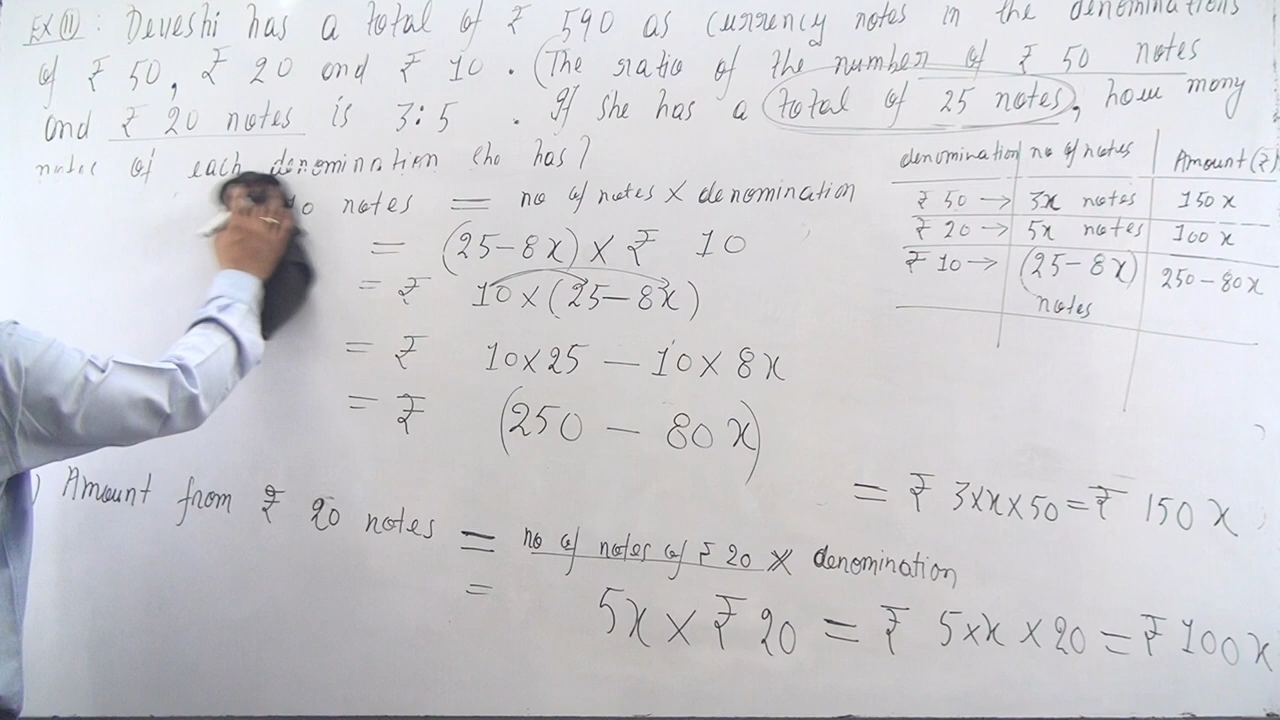 Ex 11 : Deveshi has a total of ₹ 590 as currency notes in the denominations
of ₹ 50, ₹ 20 and ₹ 10 . (The ratio of the number of ₹ 50 notes
and ₹ 20 notes is 3:5 . If she has a total of 25 notes, how many
notes of each denomination she has?
notes = no of notes × denomination
= (25-8x) × ₹ 10
= ₹ 10×(25-8x)
= ₹ 10×25 - 10×8x
= ₹ (250 - 80x)
denomination no of notes Amount (₹)
₹ 50 → 3x notes 150x
₹ 20 → 5x notes 100x
₹ 10 → (25-8x) 250-80x
notes
= ₹ 3×x×50 = ₹ 150x
) Amount from ₹ 20 notes = no of notes of ₹ 20 × denomination
= 5x × ₹ 20 = ₹ 5×x×20 = ₹ 100x